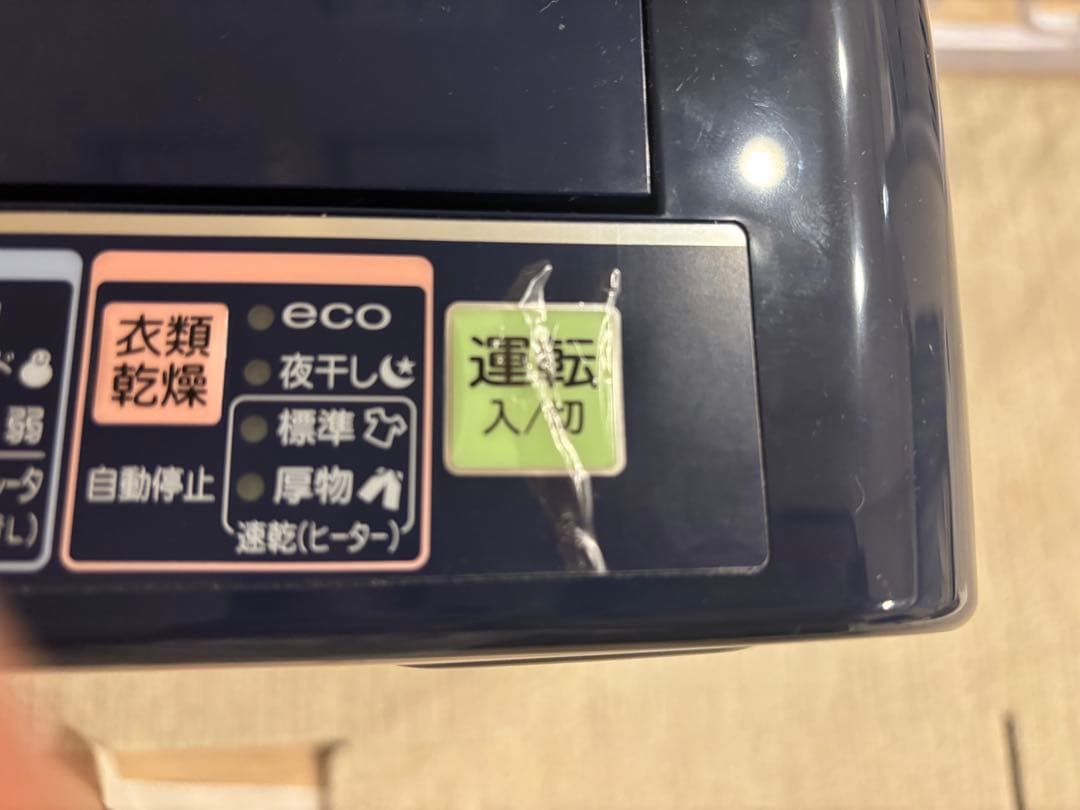 ド
弱
衣類
乾燥
自動停止
eco
夜干し
標準
厚物
速乾(ヒーター)
運転
入/切